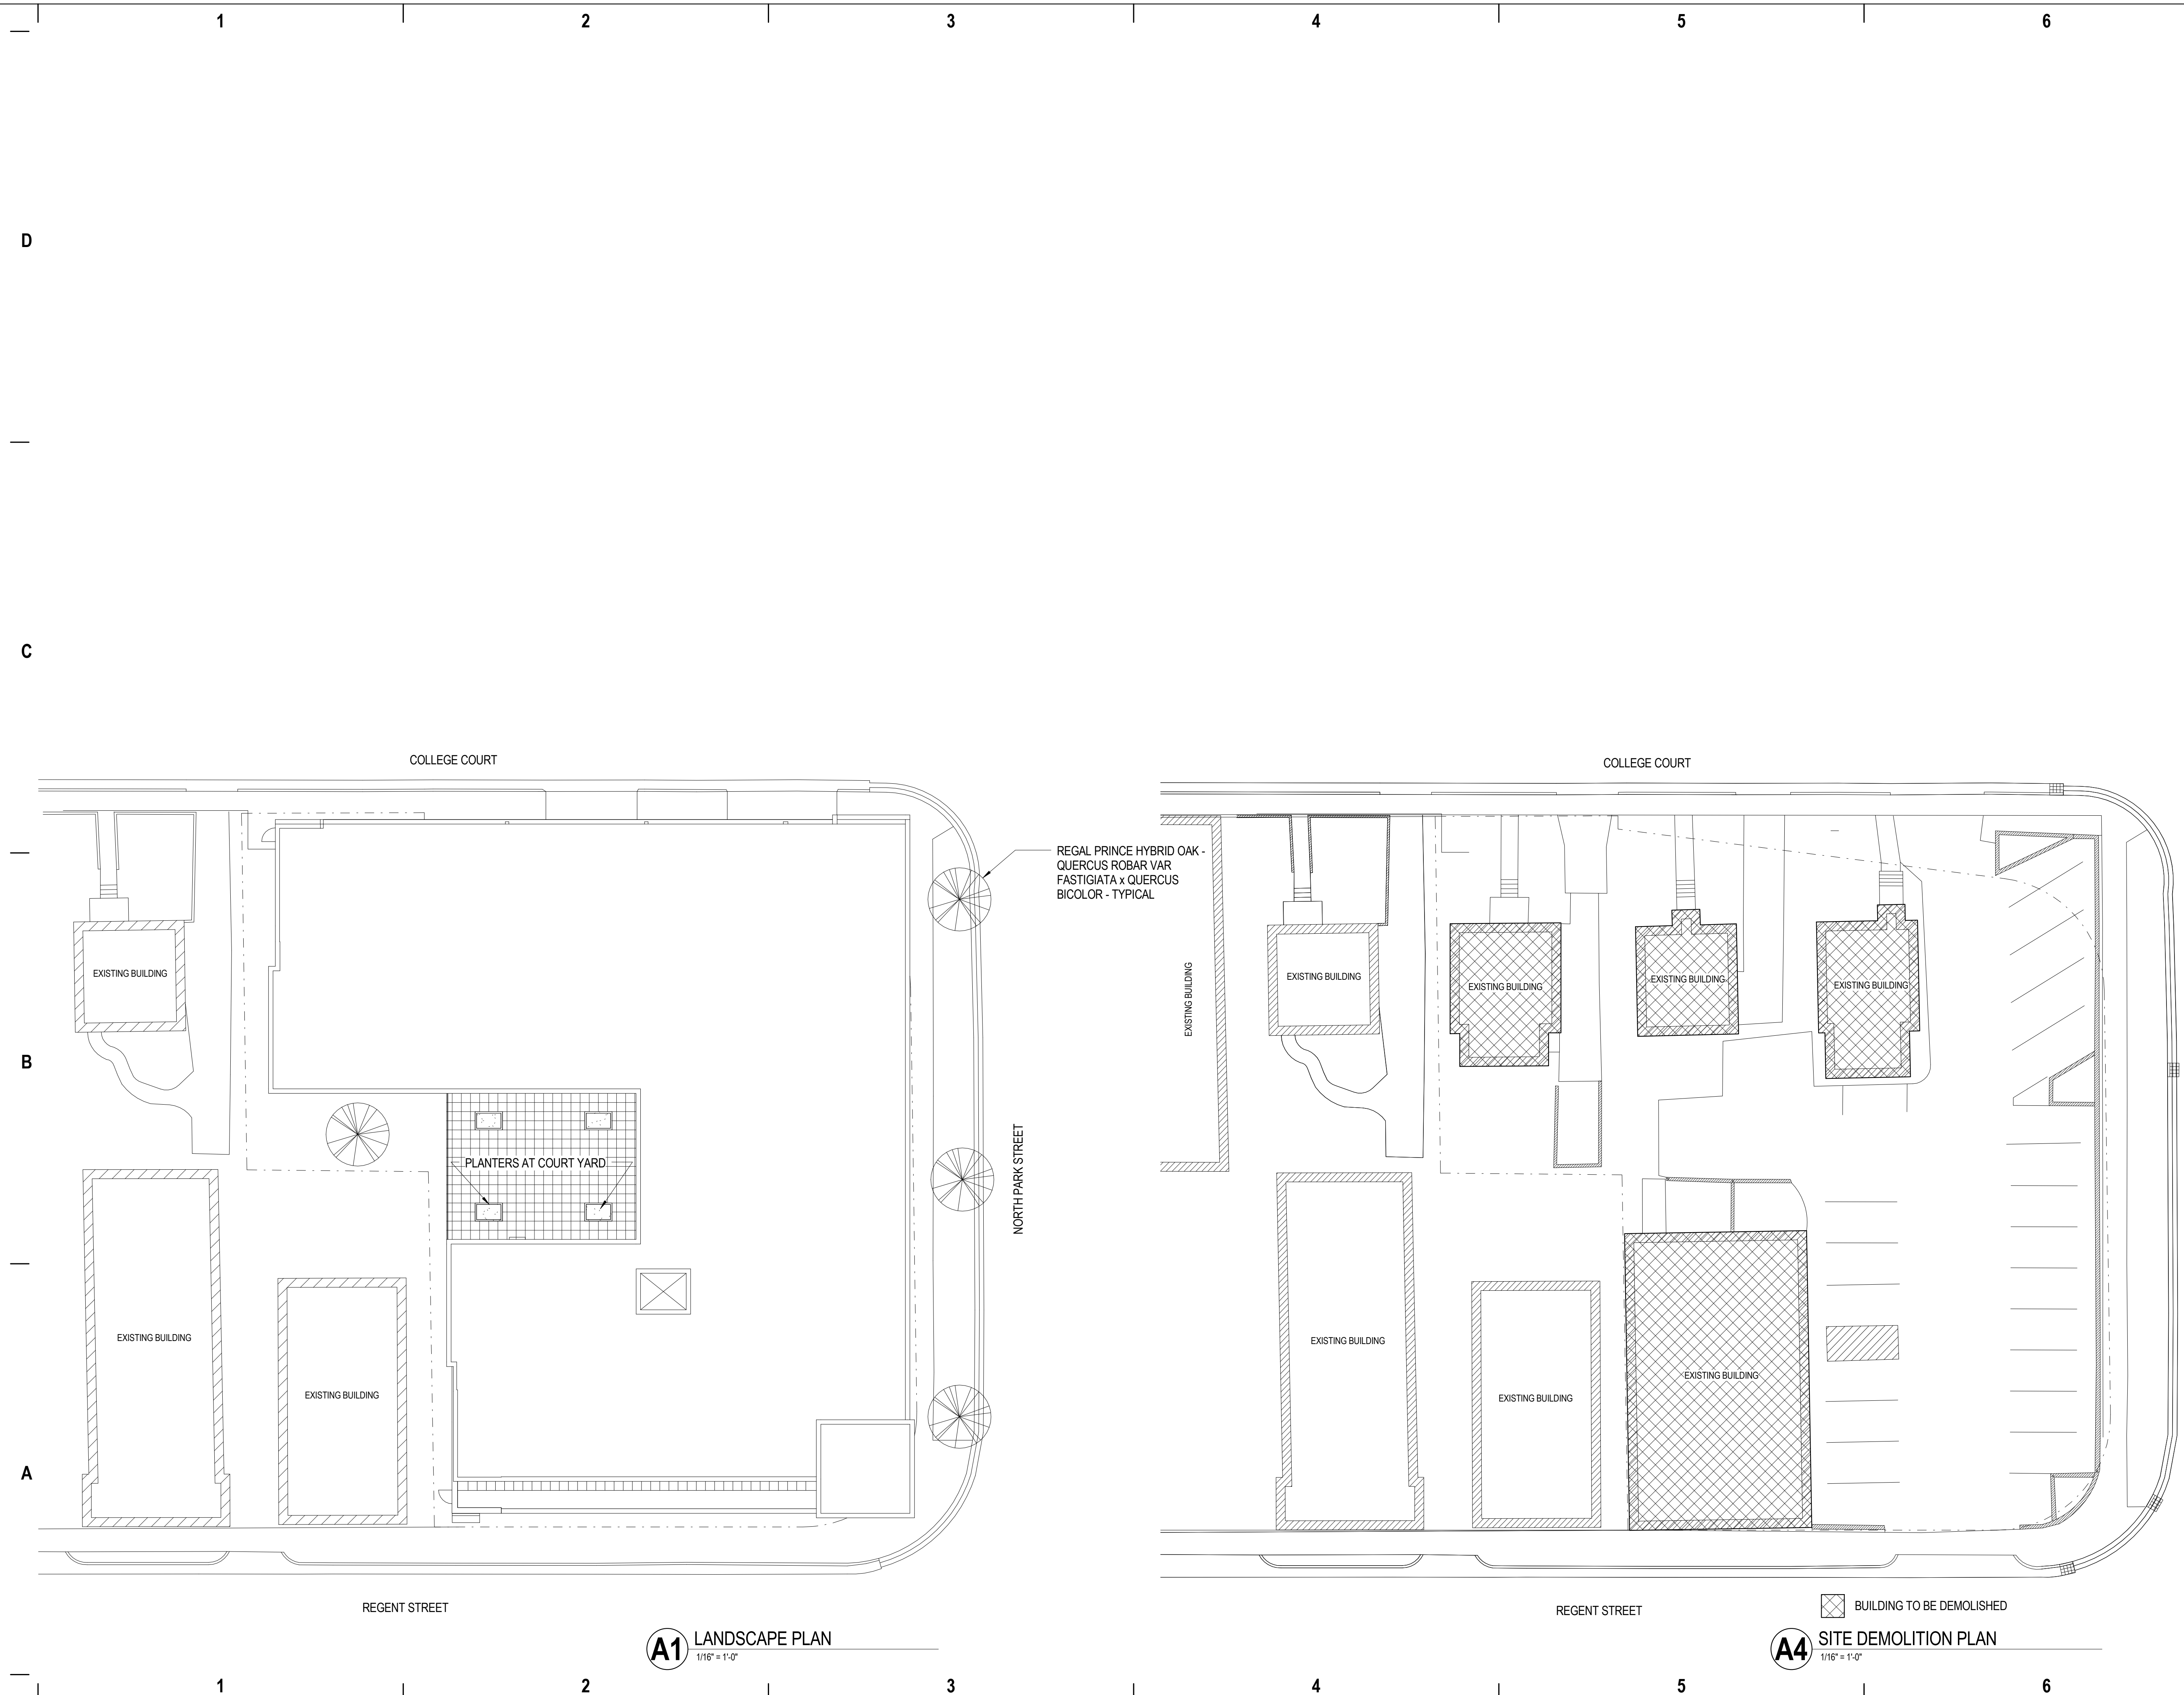 1 2 3 4 5 6
D
C
B
A
COLLEGE COURT
REGAL PRINCE HYBRID OAK -
QUERCUS ROBAR VAR
FASTIGIATA x QUERCUS
BICOLOR - TYPICAL
EXISTING BUILDING
PLANTERS AT COURT YARD
NORTH PARK STREET
EXISTING BUILDING
EXISTING BUILDING
REGENT STREET
A1 LANDSCAPE PLAN
1/16" = 1'-0"
COLLEGE COURT
EXISTING BUILDING
EXISTING BUILDING
EXISTING BUILDING
EXISTING BUILDING
EXISTING BUILDING
EXISTING BUILDING
EXISTING BUILDING
EXISTING BUILDING
REGENT STREET
BUILDING TO BE DEMOLISHED
A4 SITE DEMOLITION PLAN
1/16" = 1'-0"
1 2 3 4 5 6